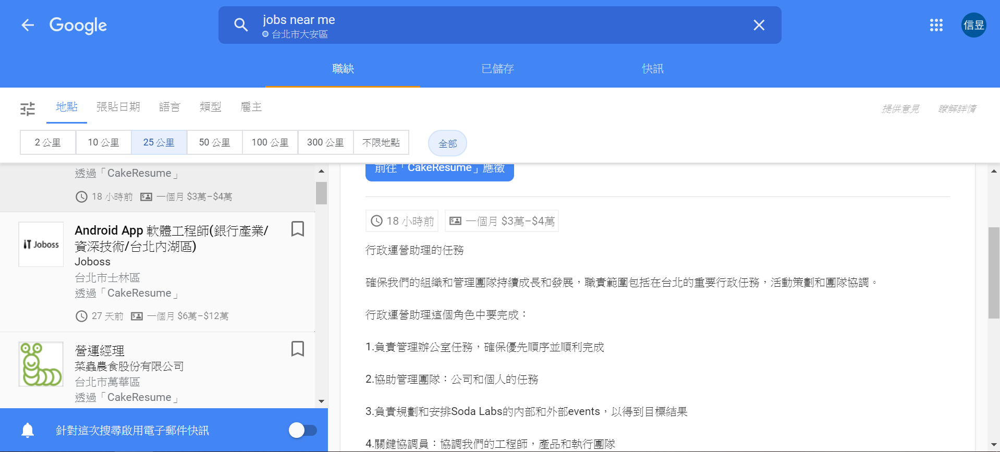 Google
jobs near me
台北市大安區
信昱
職缺
已儲存
快訊
地點
張貼日期
語言
類型
雇主
提供意見
瞭解詳情
2 公里
10 公里
25 公里
50 公里
100 公里
300 公里
不限地點
全部
透過「CakeResume」
18 小時前
一個月 $3萬–$4萬
IT Joboss
Android App 軟體工程師(銀行產業/
資深技術/台北內湖區)
Joboss
台北市士林區
透過「CakeResume」
27 天前
一個月 $6萬–$12萬
營運經理
菜蟲農食股份有限公司
台北市萬華區
透過「CakeResume」
針對這次搜尋啟用電子郵件快訊
前往「CakeResume」應徵
18 小時前
一個月 $3萬–$4萬
行政運營助理的任務
確保我們的組織和管理團隊持續成長和發展，職責範圍包括在台北的重要行政任務，活動策劃和團隊協調。
行政運營助理這個角色中要完成：
1.負責管理辦公室任務，確保優先順序並順利完成
2.協助管理團隊：公司和個人的任務
3.負責規劃和安排Soda Labs的內部和外部events，以得到目標結果
4.關鍵協調員：協調我們的工程師，產品和執行團隊